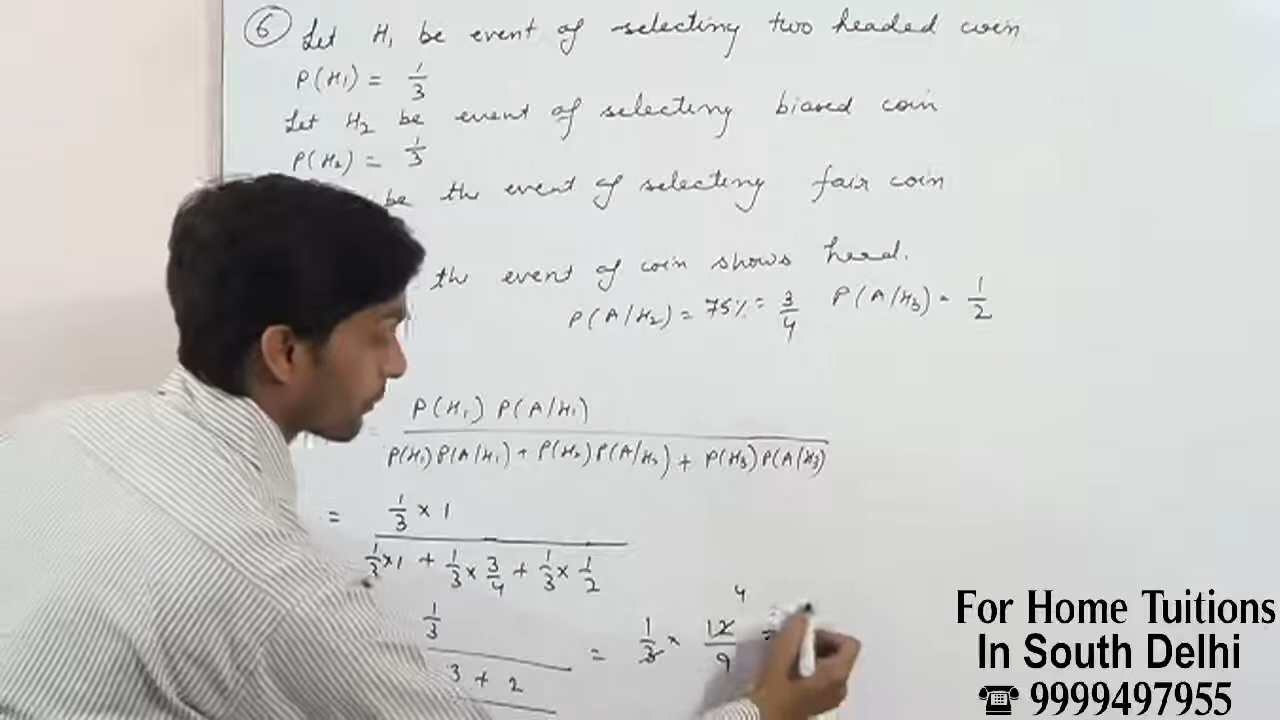 6 Let H₁ be event of selecting two headed coin
P(H₁) = 1/3
Let H₂ be event of selecting biased coin
P(H₂) = 1/3
be the event of selecting fair coin
the event of coin shows head.
P(A/H₂) = 75% = 3/4 P(A/H₃) = 1/2
= P(H₁) P(A/H₁) / P(H₁)P(A/H₁) + P(H₂)P(A/H₂) + P(H₃)P(A/H₃)
= 1/3 × 1 / 1/3 × 1 + 1/3 × 3/4 + 1/3 × 1/2
1/3 / 3 + 2 = 1/3 × 12/9 4 =
For Home Tuitions
In South Delhi
☎ 9999497955